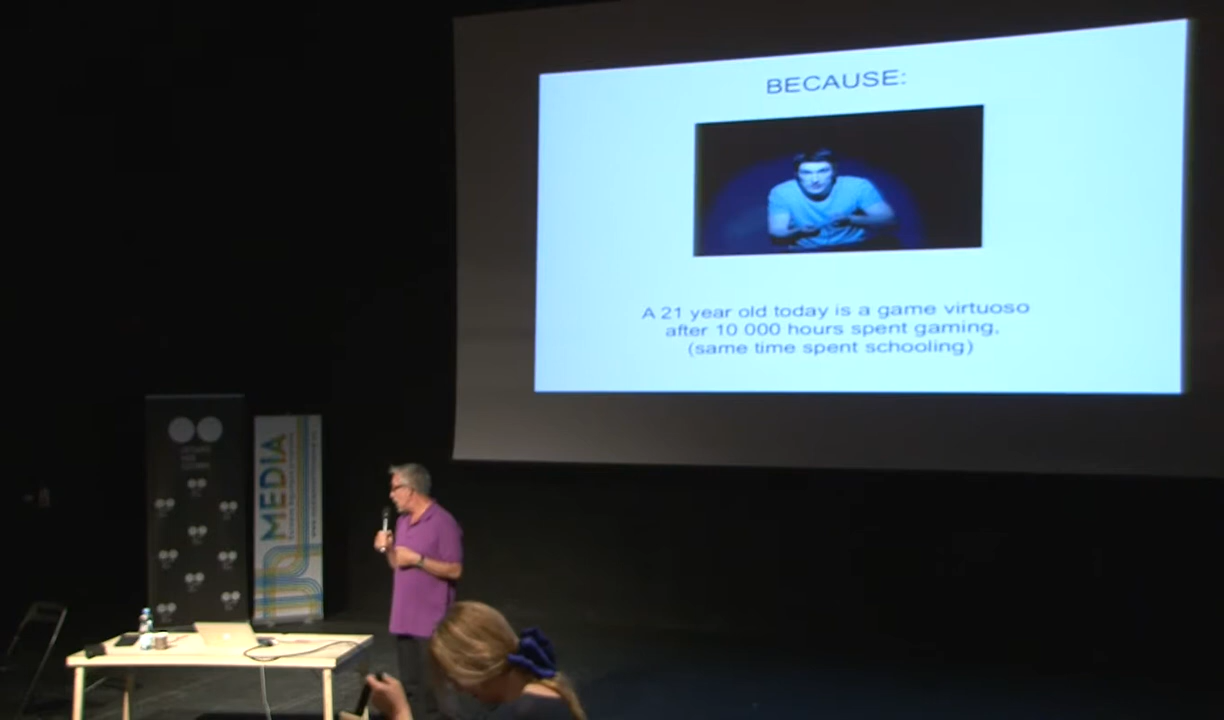 BECAUSE:
A 21 year old today is a game virtuoso
after 10 000 hours spent gaming,
(same time spent schooling)
MEDIA